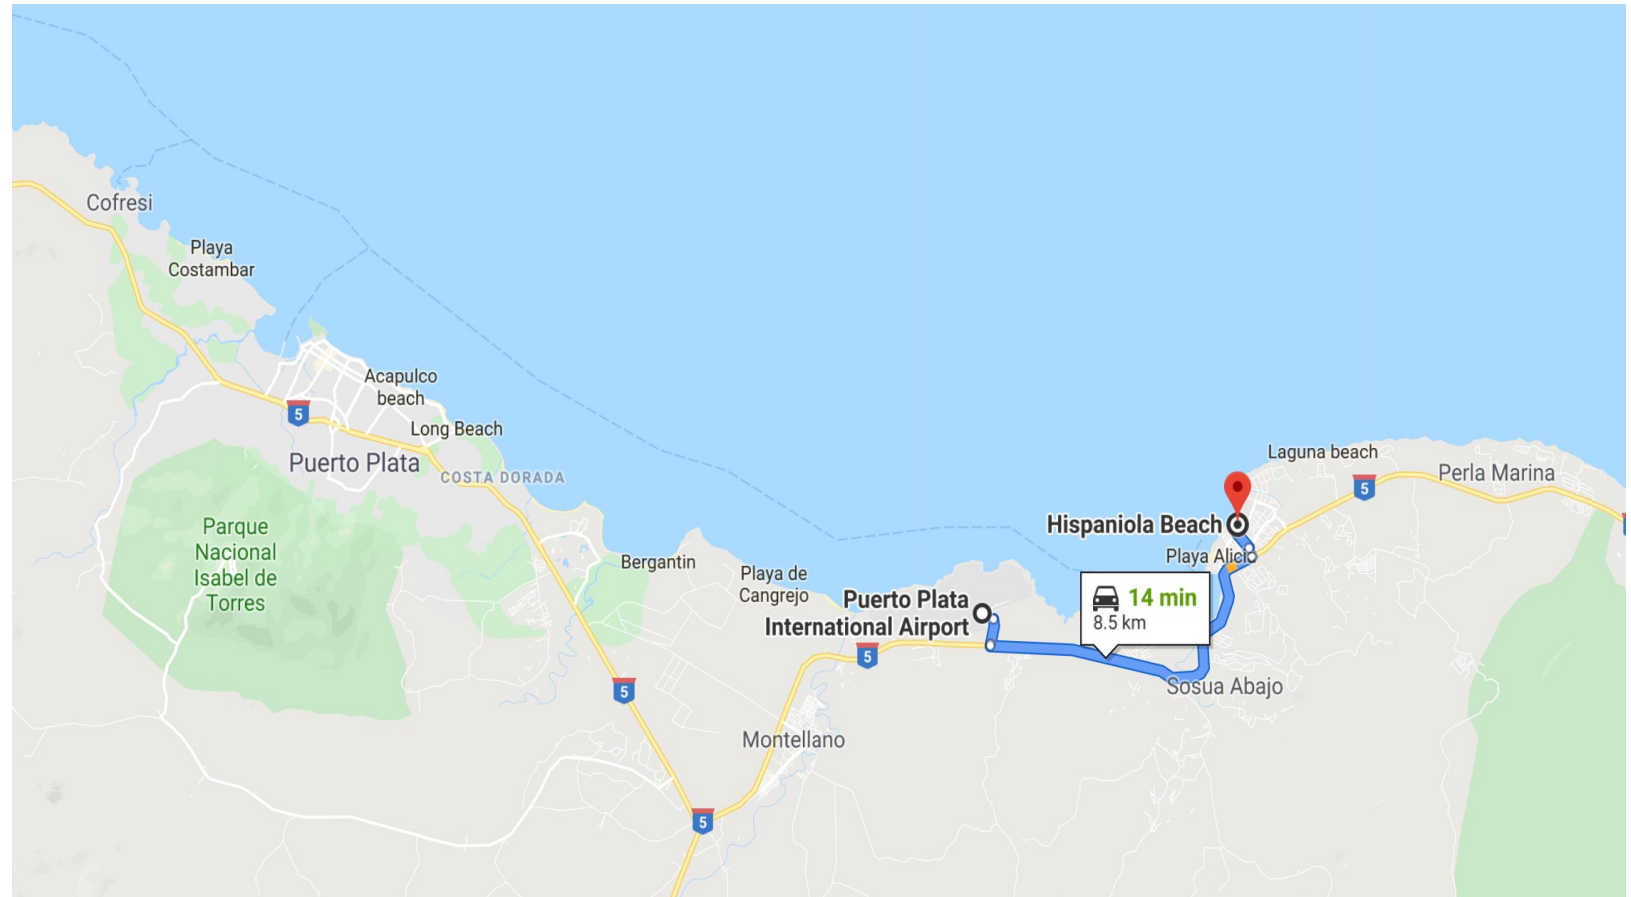 Cofresi
Playa
Costambar
Acapulco
beach
5
Long Beach
Puerto Plata
COSTA DORADA
Laguna beach
Perla Marina
5
Parque
Nacional
Isabel de
Torres
Hispaniola Beach
Playa Alicia
Bergantin
Playa de
Cangrejo
14 min
8.5 km
Puerto Plata
International Airport
5
5
Sosua Abajo
Montellano
5